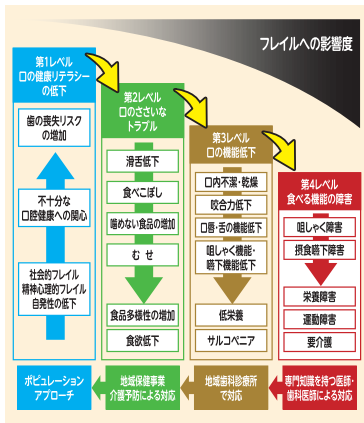 フレイルへの影響度
第1レベル
口の健康リテラシー
の低下
歯の喪失リスク
の増加
不十分な
口腔健康への関心
社会的フレイル
精神心理的フレイル
自発性の低下
ポピュレーション
アプローチ
第2レベル
口のささいな
トラブル
滑舌低下
食べこぼし
噛めない食品の増加
むせ
食品多様性の増加
食欲低下
地域保健事業
介護予防による対応
第3レベル
口の機能低下
口内不潔・乾燥
咬合力低下
口唇・舌の機能低下
咀しゃく機能・
嚥下機能低下
低栄養
サルコペニア
地域歯科診療所
で対応
第4レベル
食べる機能の障害
咀しゃく障害
摂食嚥下障害
栄養障害
運動障害
要介護
専門知識を持つ医師・
歯科医師による対応